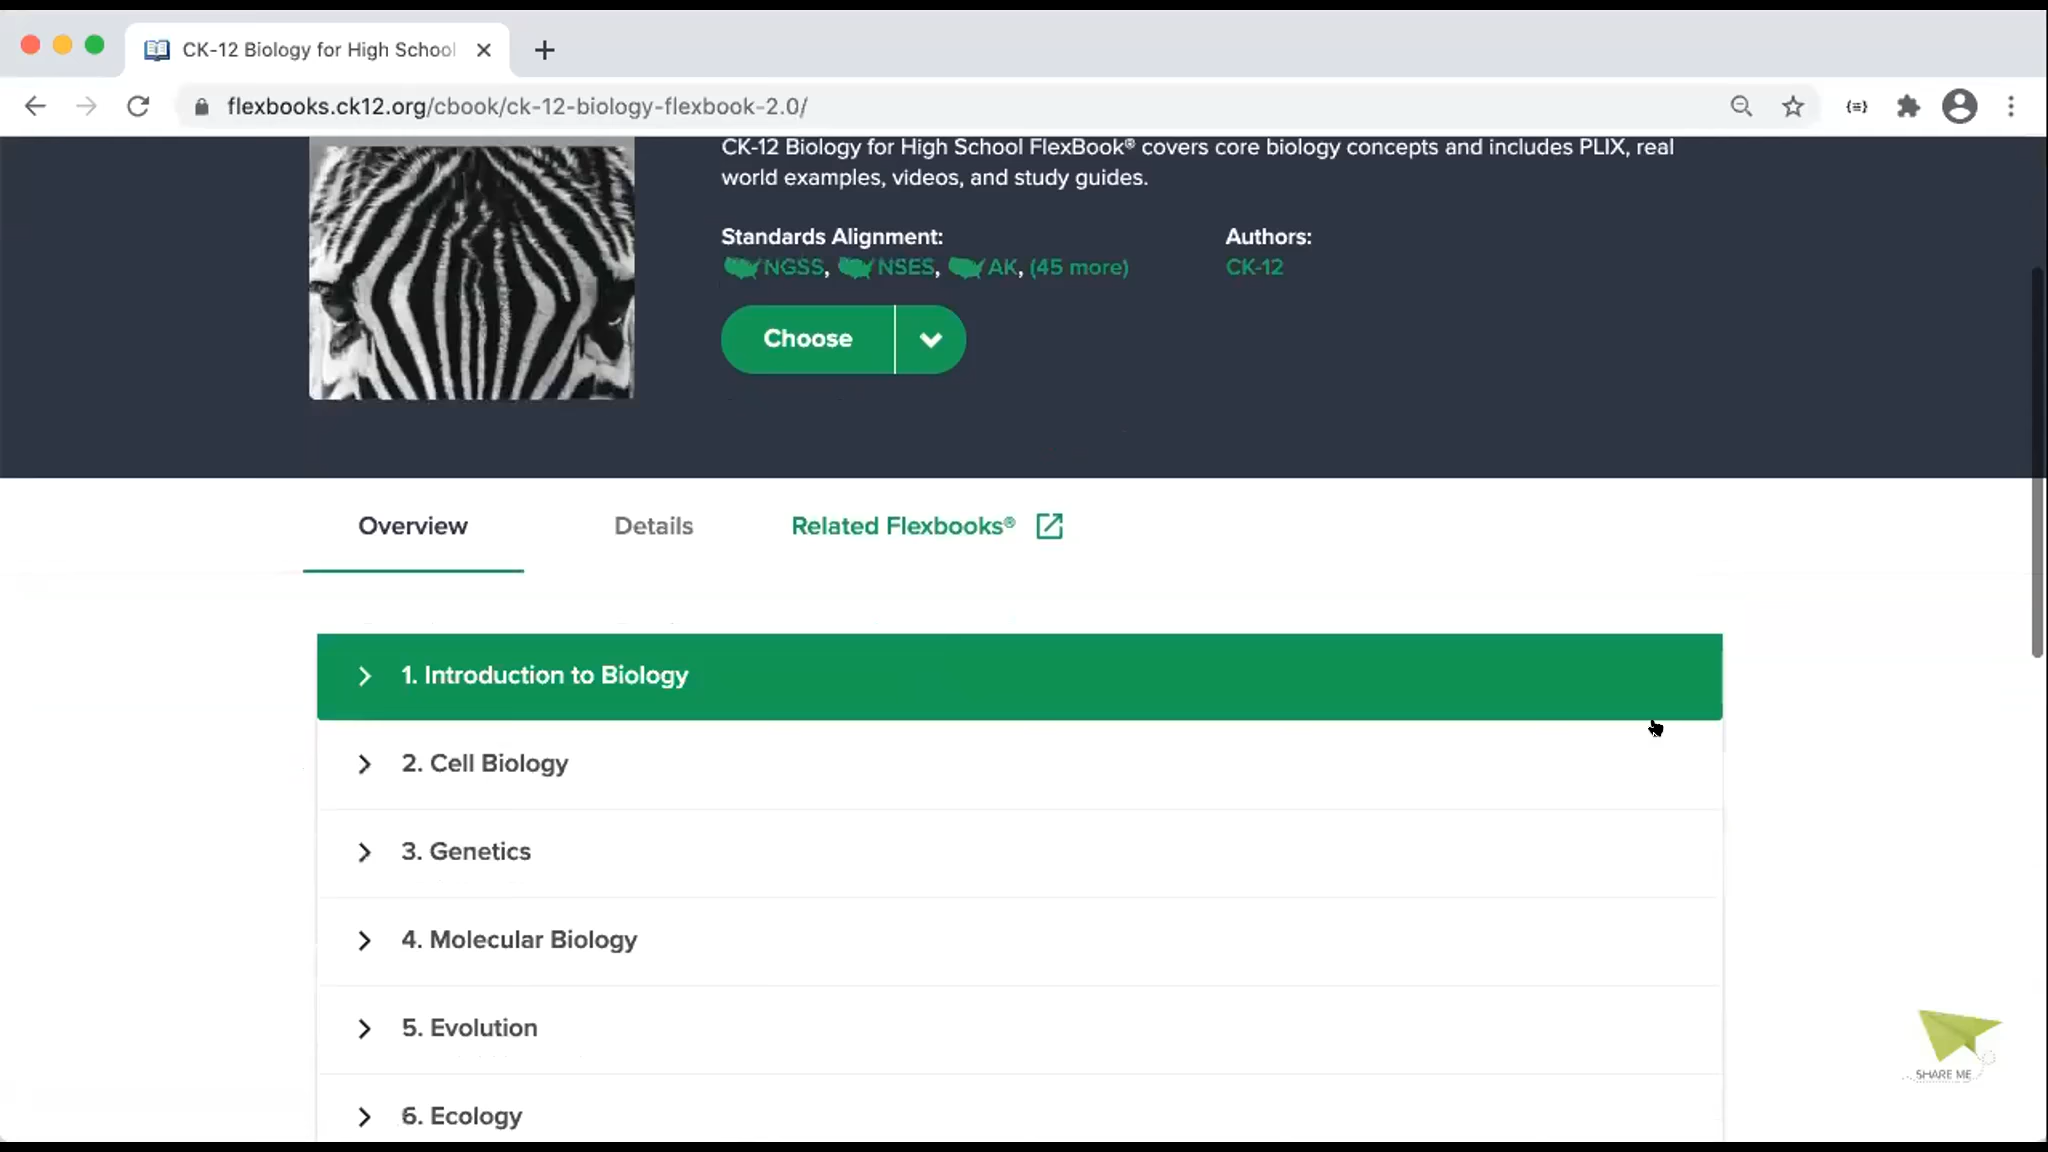 CK-12 Biology for High School
flexbooks.ck12.org/cbook/ck-12-biology-flexbook-2.0/
CK-12 Biology for High School FlexBook® covers core biology concepts and includes PLIX, real
world examples, videos, and study guides.
Standards Alignment:
NGSS, NSES, AK, (45 more)
Authors:
CK-12
Choose
Overview
Details
Related Flexbooks®
1. Introduction to Biology
2. Cell Biology
3. Genetics
4. Molecular Biology
5. Evolution
6. Ecology
SHARE ME